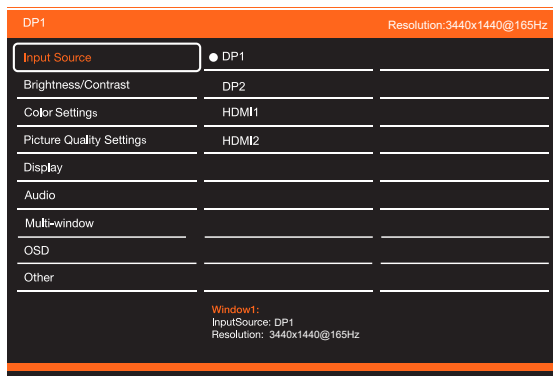 DP1 Resolution:3440x1440@165Hz
Input Source DP1
Brightness/Contrast DP2
Color Settings HDMI1
Picture Quality Settings HDMI2
Display
Audio
Multi-window
OSD
Other
Window1:
InputSource: DP1
Resolution: 3440x1440@165Hz